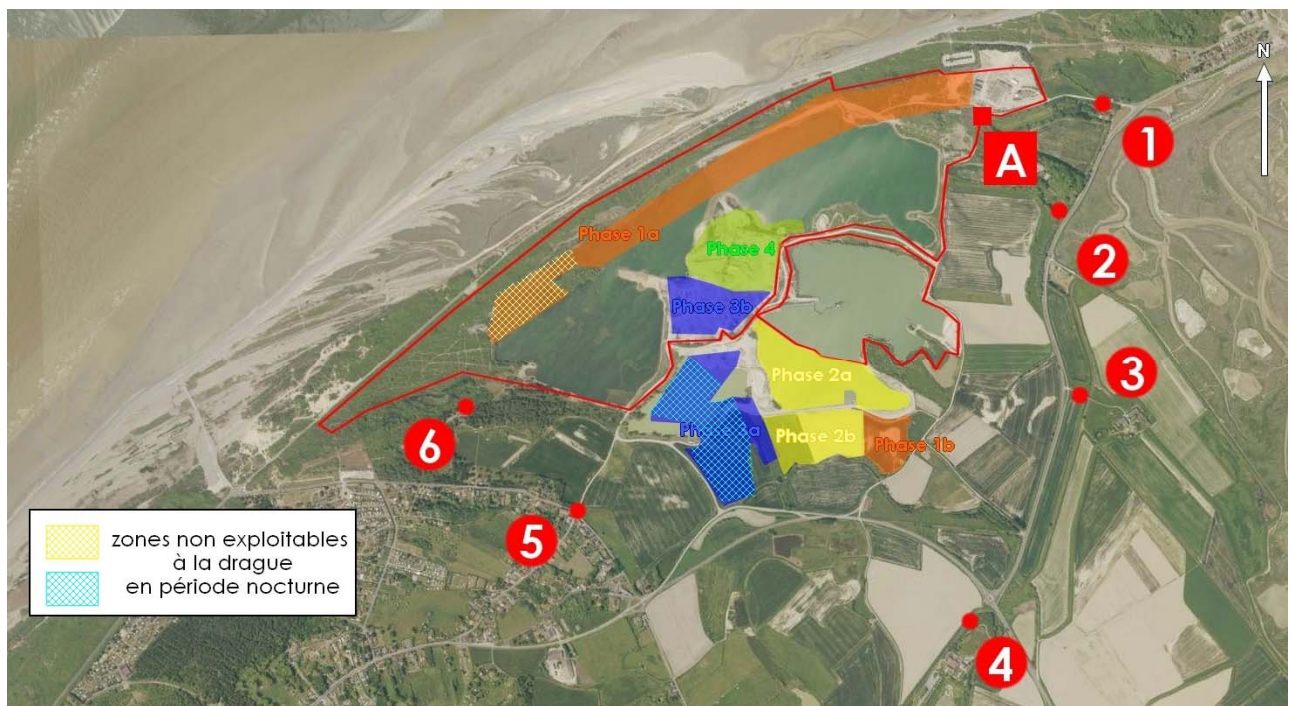 N
1
A
2
Phase 1a
Phase 4
Phase 3b
Phase 2a
3
6
Phase 3a
Phase 2b
Phase 1b
5
zones non exploitables
à la drague
en période nocturne
4